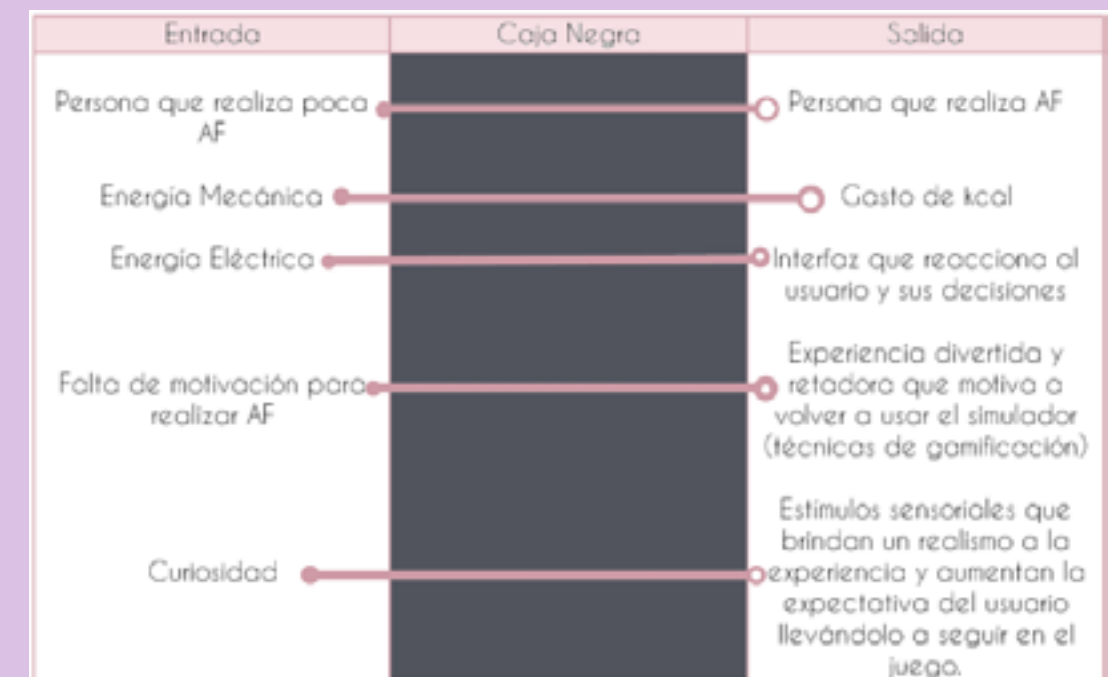 Entrada
Caja Negra
Salida
Persona que realiza poca
AF
Persona que realiza AF
Energía Mecánica
Gasto de kcal
Energía Eléctrica
Interfaz que reacciona al
usuario y sus decisiones
Falta de motivación para
realizar AF
Experiencia divertida y
retadora que motiva a
volver a usar el simulador
(técnicas de gamificación)
Curiosidad
Estímulos sensoriales que
brindan un realismo a la
experiencia y aumentan la
expectativa del usuario
llevándolo a seguir en el
juego.